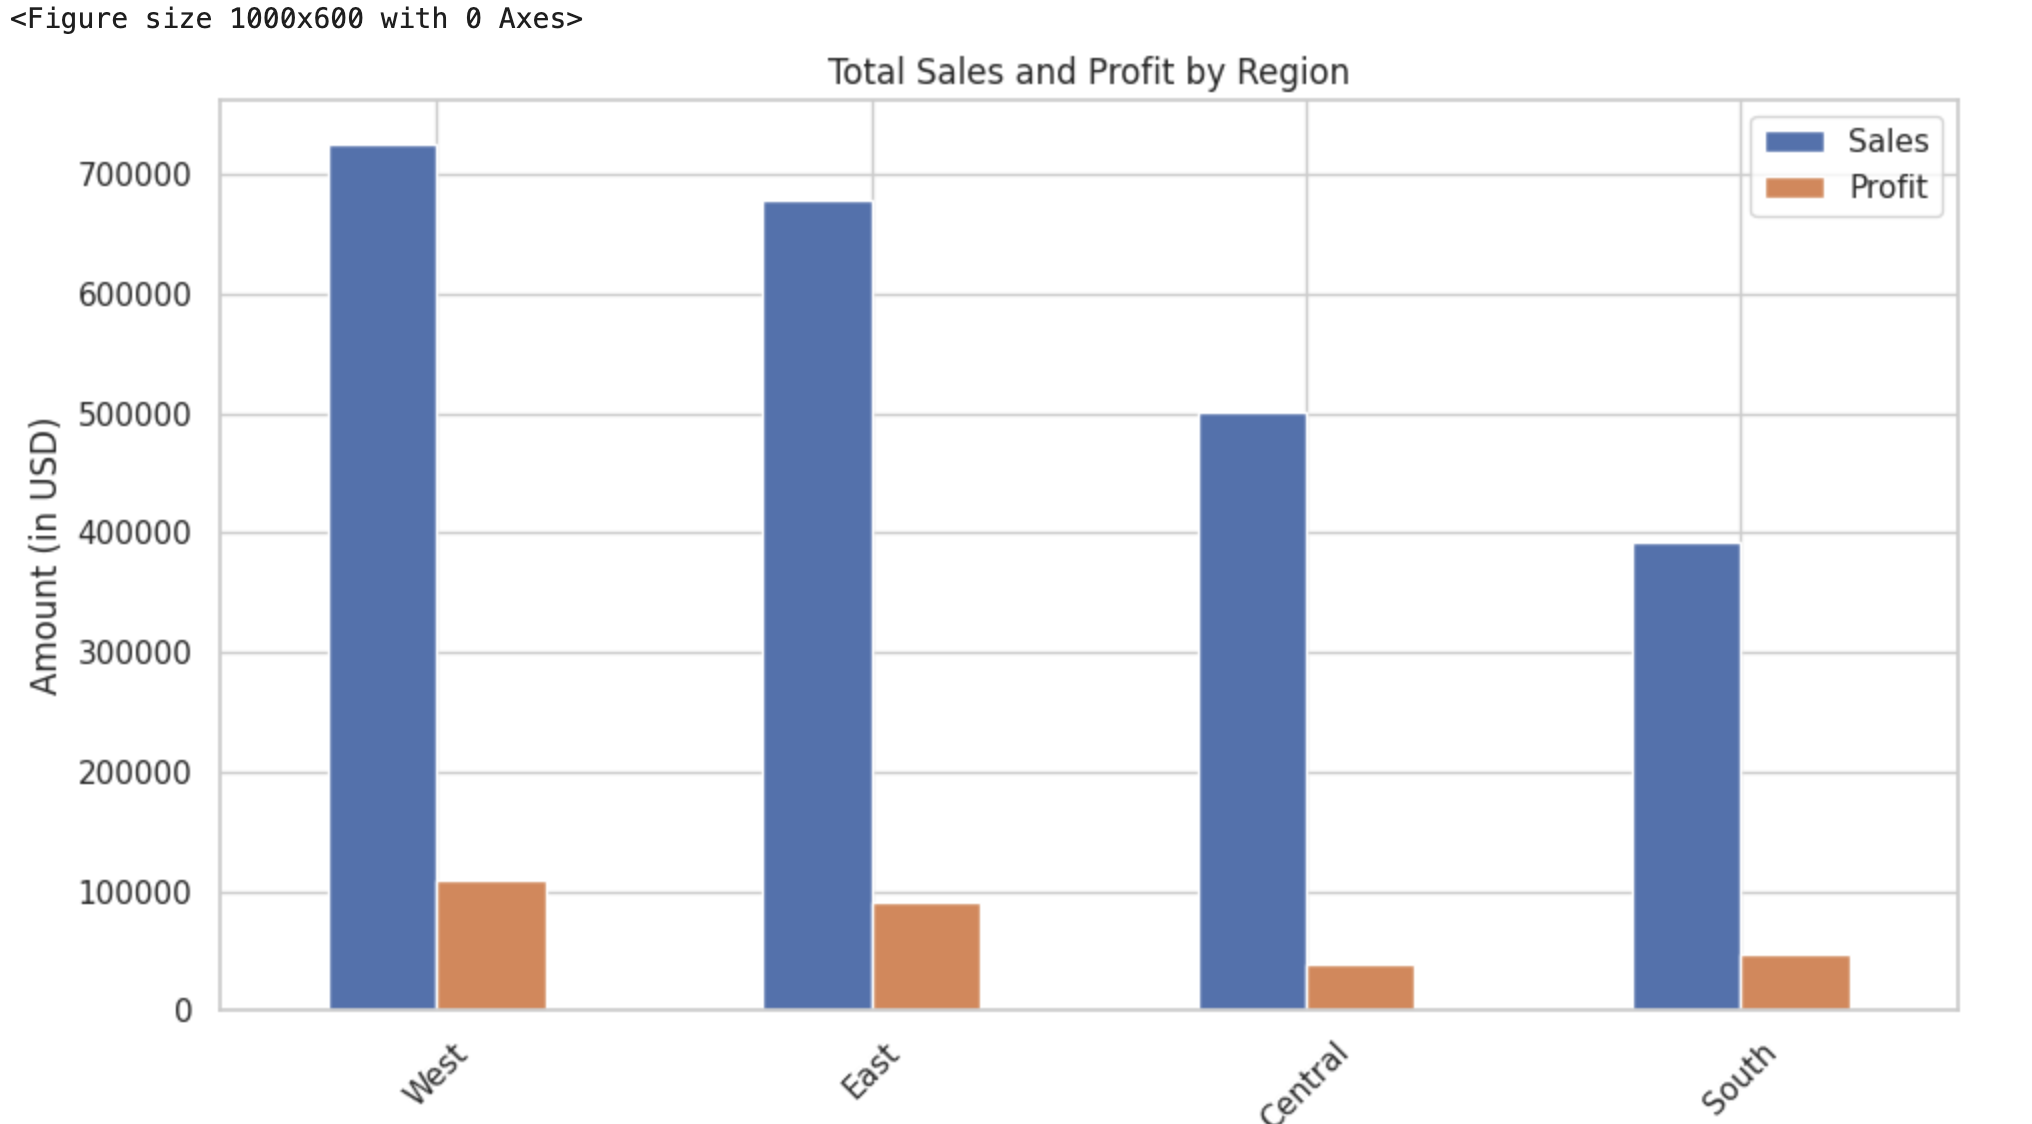 <Figure size 1000x600 with 0 Axes>
Total Sales and Profit by Region
Sales
Profit
700000
600000
500000
400000
300000
200000
100000
0
Amount (in USD)
West
East
Central
South